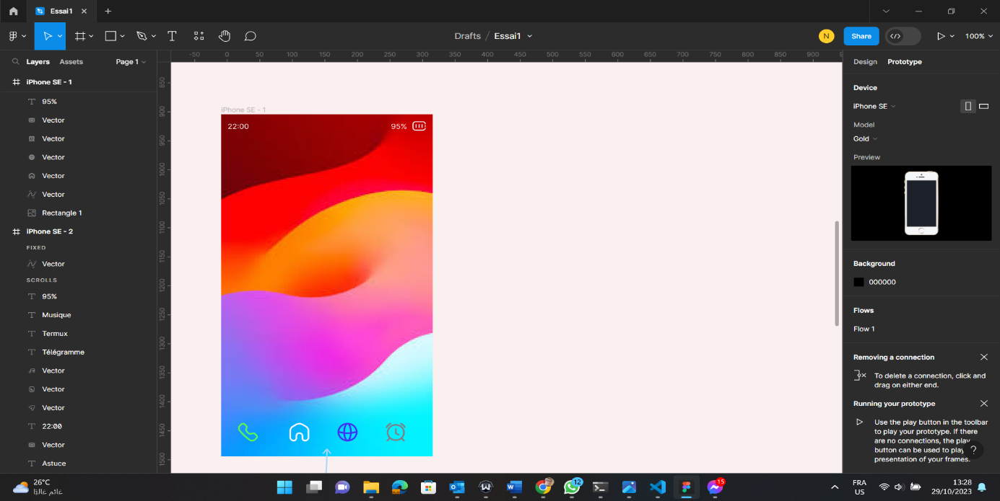 Essai1
Drafts / Essai1
N
Share
100%
Layers
Assets
Page 1
-50 0 50 100 150 200 250 300 350 400 450 500 550 600 650 700 750 800 850 900
Design
Prototype
iPhone SE - 1
95%
Vector
Vector
Vector
Vector
Vector
Rectangle 1
iPhone SE - 2
FIXED
Vector
SCROLLS
95%
Musique
Termux
Télégramme
Vector
Vector
Vector
22:00
Vector
Astuce
850
900
950
1000
1050
1100
1150
1200
1250
1300
1350
1400
1450
1500
iPhone SE - 1
22:00
95%
Device
iPhone SE
Model
Gold
Preview
Background
000000
Flows
Flow 1
Removing a connection
To delete a connection, click and
drag on either end.
Running your prototype
Use the play button in the toolbar
to play your prototype. If there
are no connections, the play
button can be used to play
presentation of your frames.
?
26°C
غائم غالبًا
12
15
FRA
US
13:28
29/10/2023